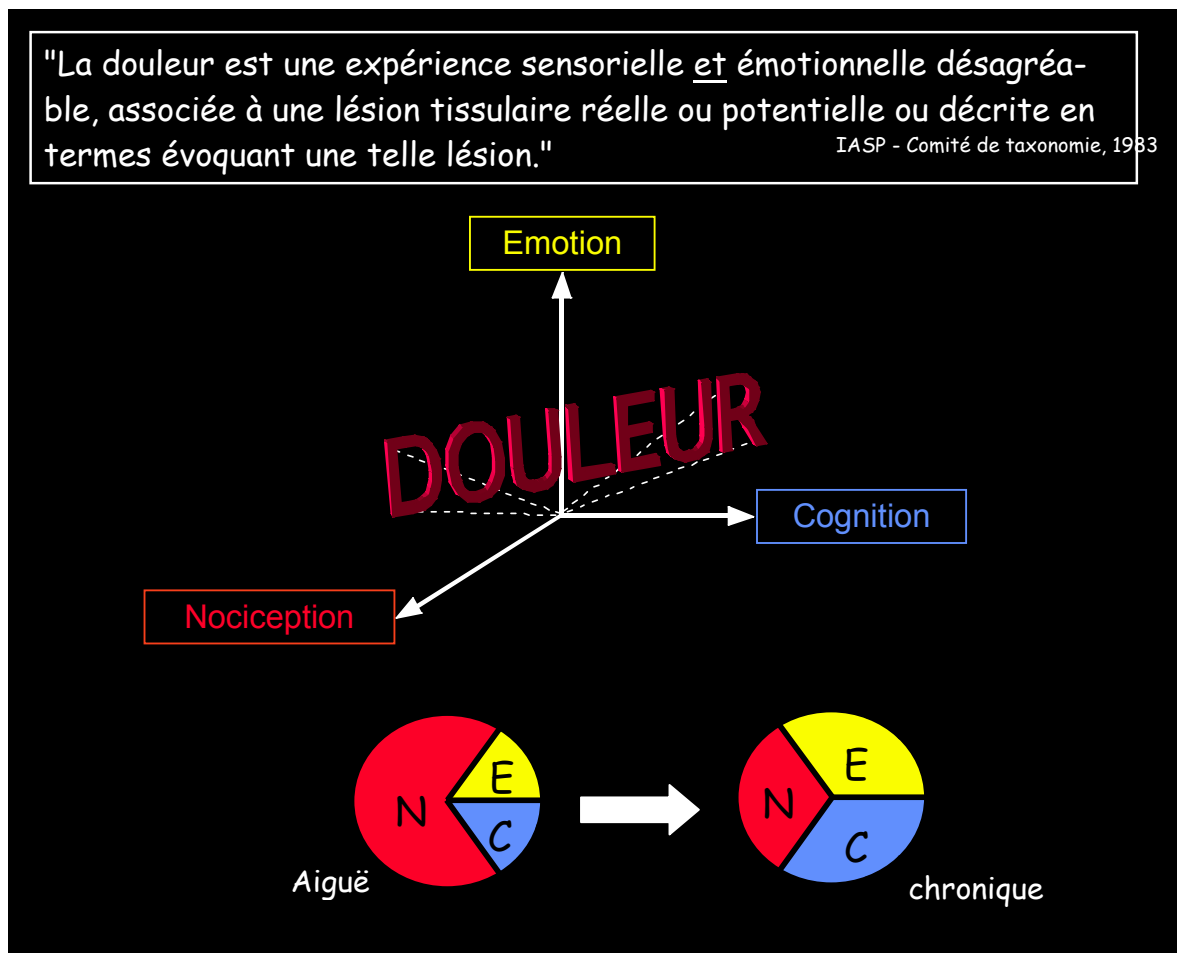 "La douleur est une expérience sensorielle et émotionnelle désagréa-
ble, associée à une lésion tissulaire réelle ou potentielle ou décrite en
termes évoquant une telle lésion."
IASP - Comité de taxonomie, 1983
Emotion
DOULEUR
Cognition
Nociception
E
N
C
E
N
C
Aiguë
chronique